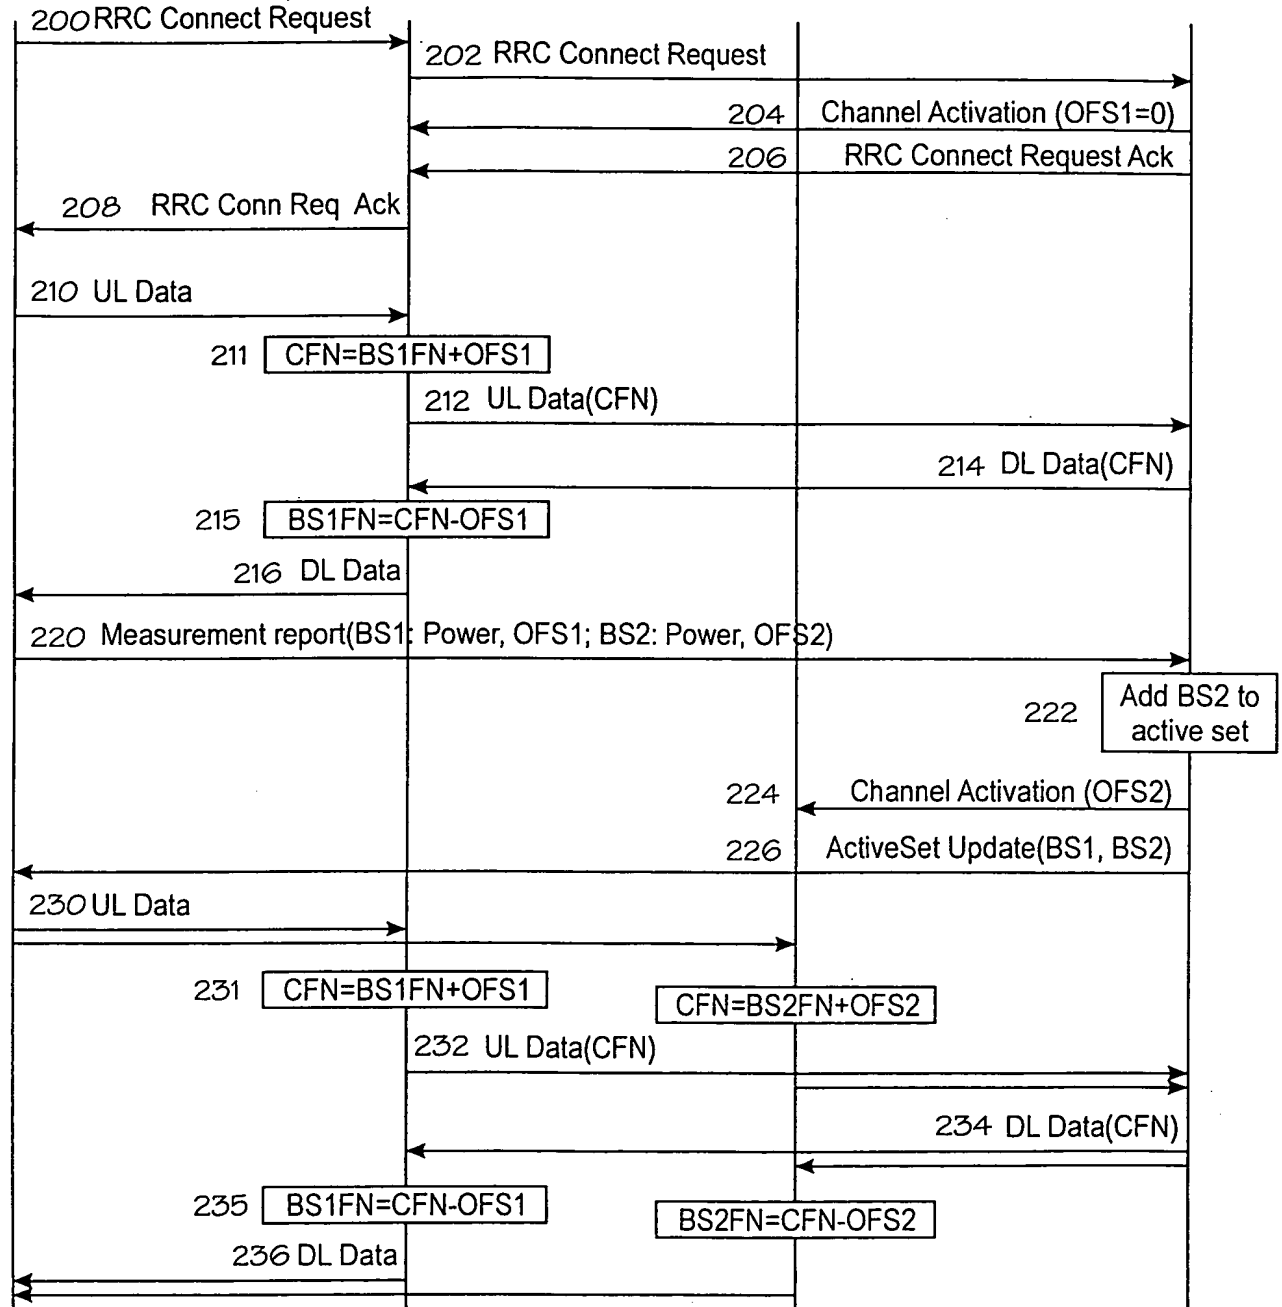 200 RRC Connect Request
202 RRC Connect Request
204 Channel Activation (OFS1=0)
206 RRC Connect Request Ack
208 RRC Conn Req Ack
210 UL Data
211 CFN=BS1FN+OFS1
212 UL Data(CFN)
214 DL Data(CFN)
215 BS1FN=CFN-OFS1
216 DL Data
220 Measurement report(BS1: Power, OFS1; BS2: Power, OFS2)
222 Add BS2 to
active set
224 Channel Activation (OFS2)
226 ActiveSet Update(BS1, BS2)
230 UL Data
231 CFN=BS1FN+OFS1
CFN=BS2FN+OFS2
232 UL Data(CFN)
234 DL Data(CFN)
235 BS1FN=CFN-OFS1
BS2FN=CFN-OFS2
236 DL Data